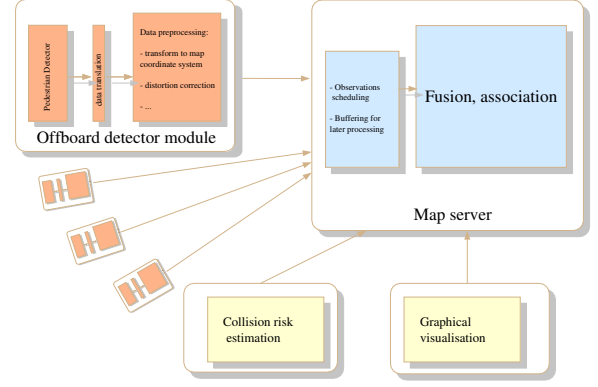 Pedestrian Detector
data translation
Data preprocessing:
- transform to map
coordinate system
- distortion correction
- ...
Offboard detector module
- Observations
scheduling
- Buffering for
later processing
Fusion, association
Map server
Collision risk
estimation
Graphical
visualisation